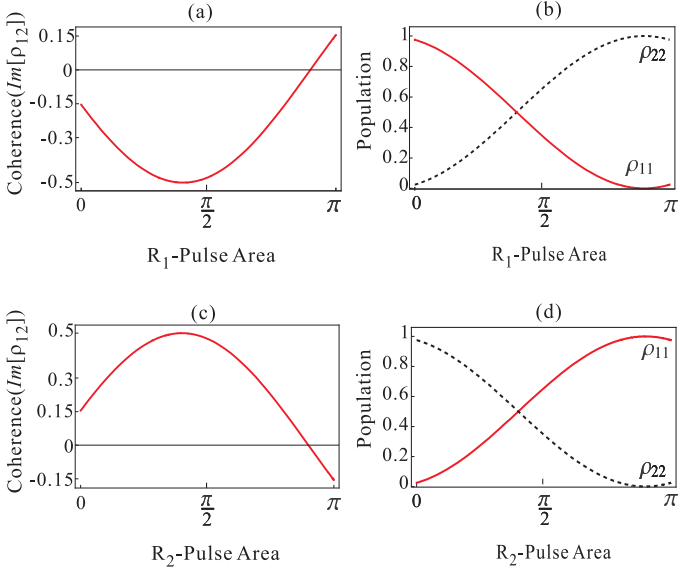 (a)
Coherence(Im[ρ12])
0.15
0
-0.15
-0.3
-0.5
0
π/2
π
R1-Pulse Area
(b)
Population
1
0.8
0.6
0.4
0.2
0
ρ22
ρ11
0
π/2
π
R1-Pulse Area
(c)
Coherence(Im[ρ12])
0.5
0.3
0.15
0
-0.15
0
π/2
π
R2-Pulse Area
(d)
Population
1
0.8
0.6
0.4
0.2
0
ρ11
ρ22
0
π/2
π
R2-Pulse Area